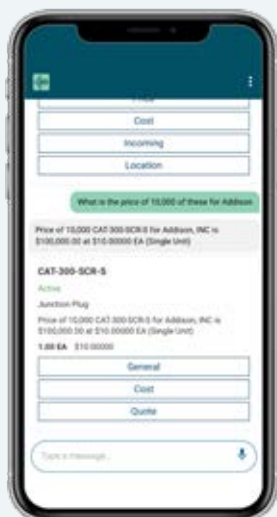 Price
Cost
Incoming
Location
What is the price of 10,000 of these for Addison
Price of 10,000 CAT-300-SCR-S for Addison, INC is
$100,000.00 at $10.00000 EA (Single Unit)
CAT-300-SCR-S
Active
Junction Plug
Price of 10,000 CAT-300-SCR-S for Addison, INC is
$100,000.00 at $10.00000 EA (Single Unit)
1.00 EA $10.00000
General
Cost
Quote
Type a message...